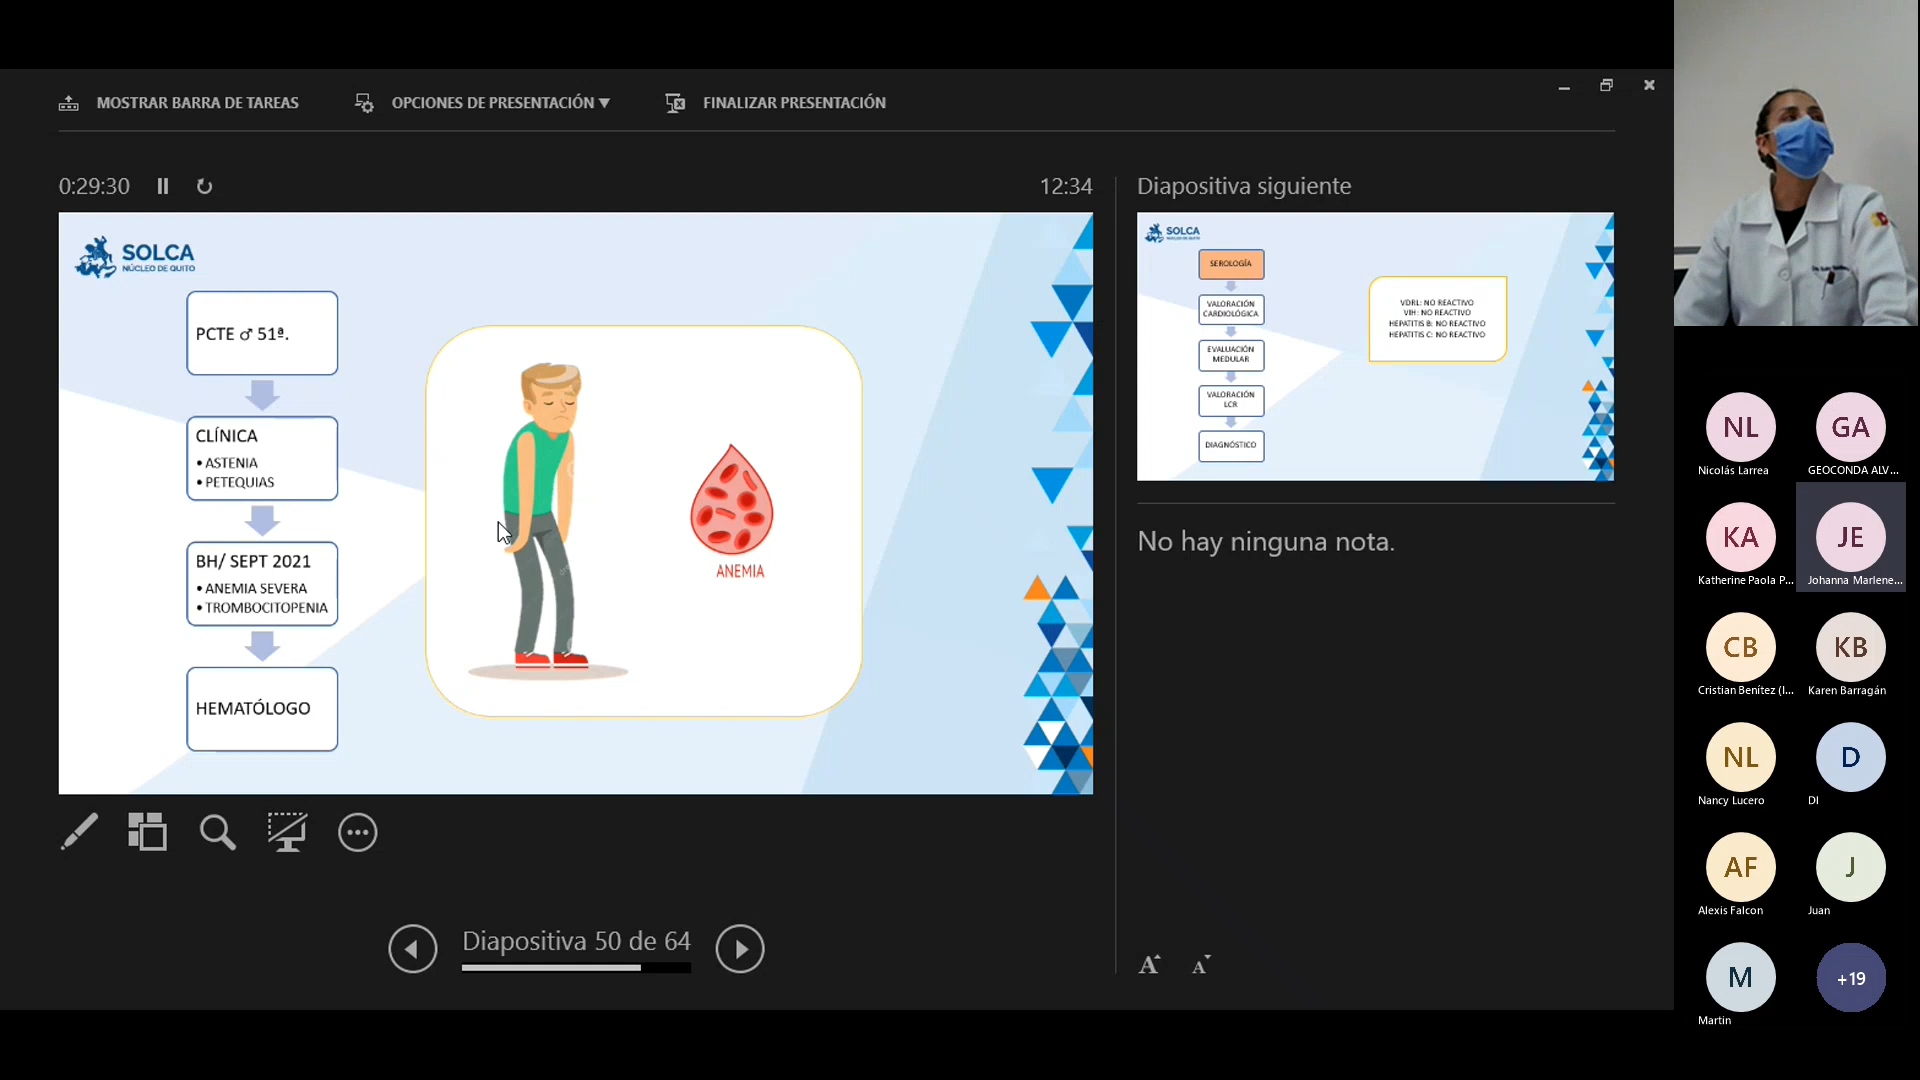 MOSTRAR BARRA DE TAREAS
OPCIONES DE PRESENTACIÓN ▼
FINALIZAR PRESENTACIÓN
0:29:30
12:34
SOLCA
NÚCLEO DE QUITO
PCTE ♂ 51ª.
CLÍNICA
• ASTENIA
• PETEQUIAS
BH/ SEPT 2021
• ANEMIA SEVERA
• TROMBOCITOPENIA
HEMATÓLOGO
ANEMIA
Diapositiva 50 de 64
Diapositiva siguiente
SOLCA
NÚCLEO DE QUITO
SEROLOGÍA
VALORACIÓN
CARDIOLÓGICA
EVALUACIÓN
MEDULAR
VALORACIÓN
LCR
DIAGNÓSTICO
VDRL: NO REACTIVO
VIH: NO REACTIVO
HEPATITIS B: NO REACTIVO
HEPATITIS C: NO REACTIVO
No hay ninguna nota.
A A
NL
Nicolás Larrea
GA
GEOCONDA ALV...
KA
Katherine Paola P...
JE
Johanna Marlene...
CB
Cristian Benítez (I...
KB
Karen Barragán
NL
Nancy Lucero
D
DI
AF
Alexis Falcon
J
Juan
M
Martin
+19